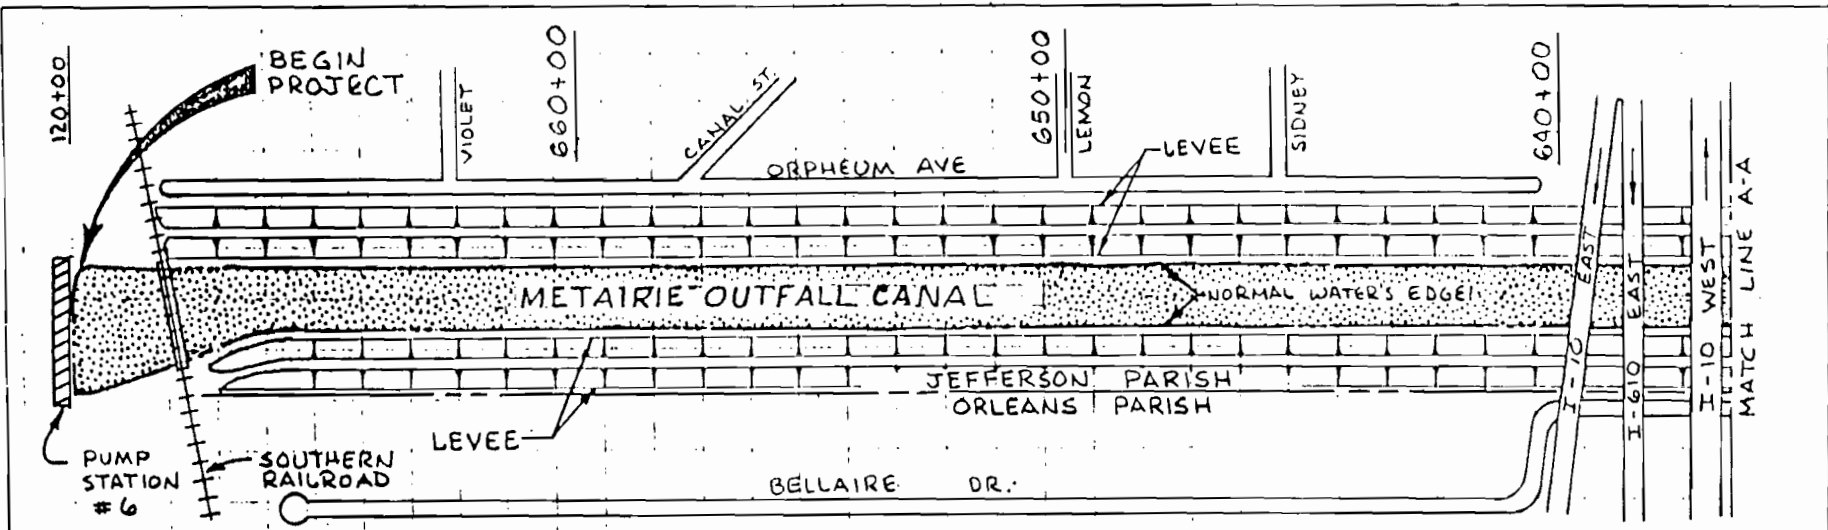 BEGIN
PROJECT
120+00
VIOLET
660+00
CANAL ST.
650+00
LEMON
SIDNEY
640+00
LEVEE
ORPHEUM AVE
METAIRIE OUTFALL CANAL
NORMAL WATERS EDGE
I-10 EAST
I-610 EAST
I-10 WEST
MATCH LINE A-A
JEFFERSON PARISH
ORLEANS PARISH
LEVEE
PUMP
STATION
#6
SOUTHERN
RAILROAD
BELLAIRE DR.